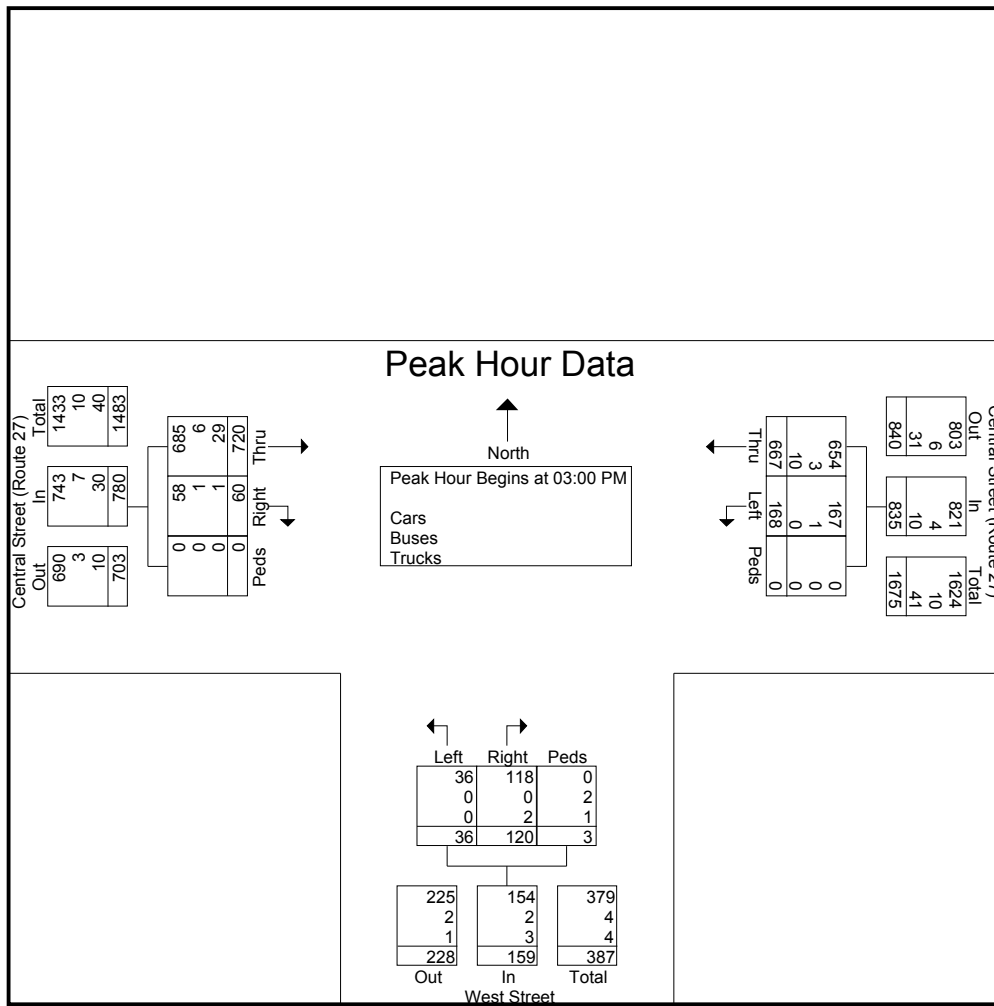 Peak Hour Data
North
Peak Hour Begins at 03:00 PM
Cars
Buses
Trucks
Central Street (Route 27)
Total
1433
10
40
1483
In
743
7
30
780
Out
690
3
10
703
Thru
685
6
29
720
Right
58
1
1
60
Peds
0
0
0
0
Thru
654
3
10
667
Left
167
1
0
168
Peds
0
0
0
0
Central Street (Route 27)
Out
803
6
31
840
In
821
4
10
835
Total
1624
10
41
1675
Left Right Peds
36 118 0
0 0 2
0 2 1
36 120 3
225 154 379
2 2 4
1 3 4
228 159 387
Out In Total
West Street